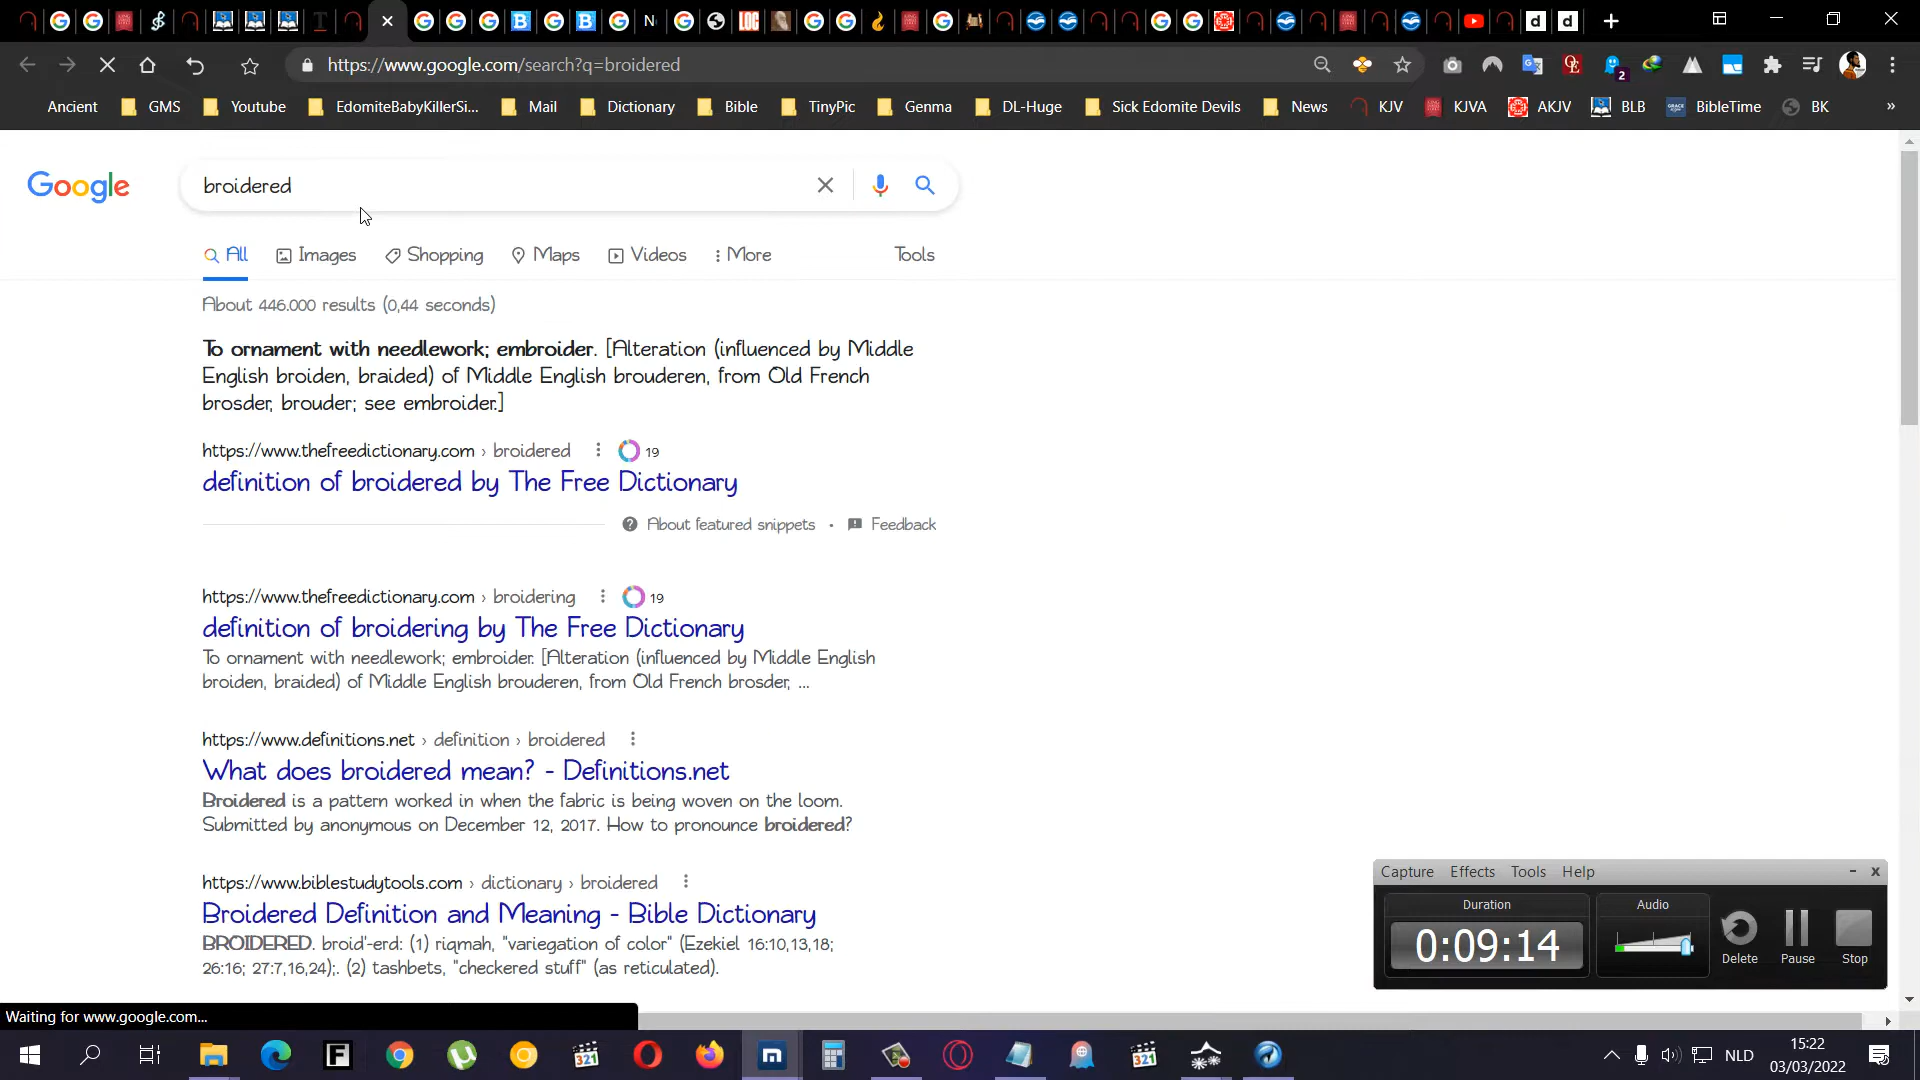 https://www.google.com/search?q=broidered
2
Ancient
GMS
Youtube
EdomiteBabyKillerSi...
Mail
Dictionary
Bible
TinyPic
Genma
DL-Huge
Sick Edomite Devils
News
KJV
KJVA
AKJV
BLB
BibleTime
BK
»
Google
broidered
All
Images
Shopping
Maps
Videos
More
Tools
About 446.000 results (0,44 seconds)
To ornament with needlework; embroider. [Alteration (influenced by Middle
English broiden, braided) of Middle English brouderen, from Old French
brosder, brouder; see embroider.]
https://www.thefreedictionary.com › broidered
19
definition of broidered by The Free Dictionary
About featured snippets • Feedback
https://www.thefreedictionary.com › broidering
19
definition of broidering by The Free Dictionary
To ornament with needlework; embroider. [Alteration (influenced by Middle English
broiden, braided) of Middle English brouderen, from Old French brosder, ...
https://www.definitions.net › definition › broidered
What does broidered mean? - Definitions.net
Broidered is a pattern worked in when the fabric is being woven on the loom.
Submitted by anonymous on December 12, 2017. How to pronounce broidered?
https://www.biblestudytools.com › dictionary › broidered
Broidered Definition and Meaning - Bible Dictionary
BROIDERED. broid'-erd: (1) riqmah, "variegation of color" (Ezekiel 16:10,13,18;
26:16; 27:7,16,24);. (2) tashbets, "checkered stuff" (as reticulated).
Capture Effects Tools Help
Duration
Audio
0:09:14
Delete
Pause
Stop
Waiting for www.google.com...
NLD
15:22
03/03/2022